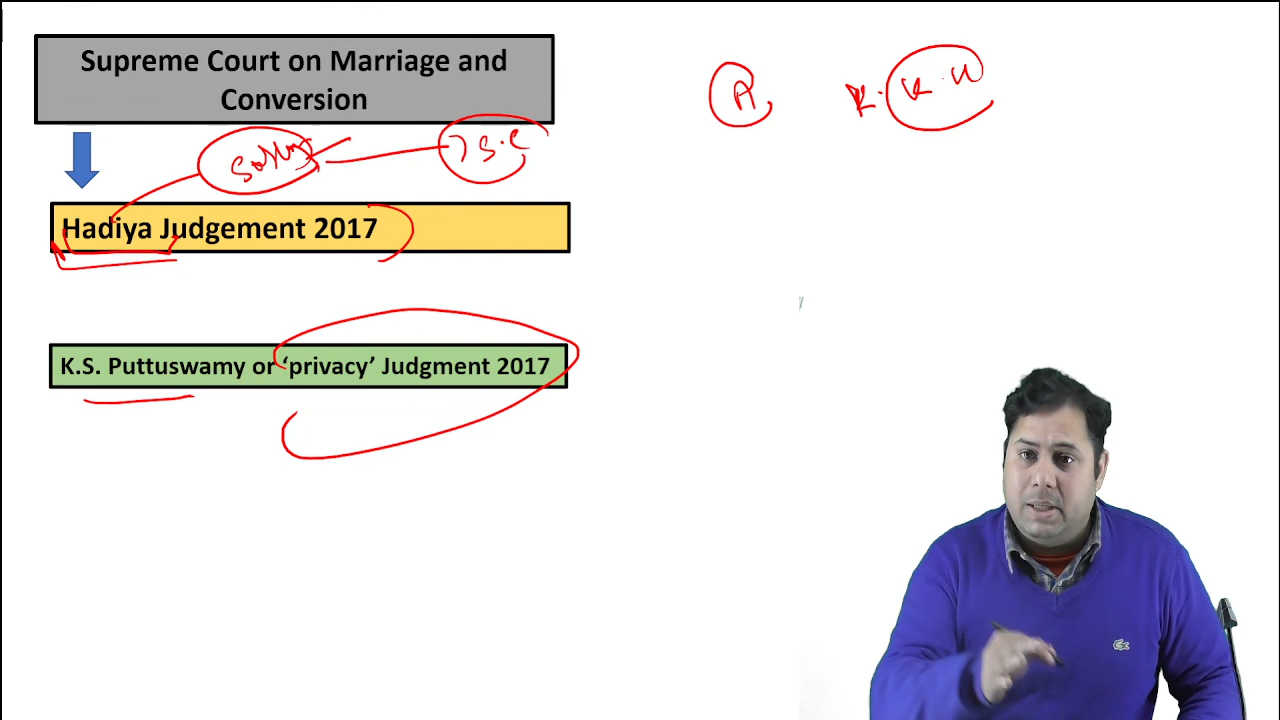 Supreme Court on Marriage and
Conversion
Hadiya Judgement 2017
K.S. Puttuswamy or ‘privacy’ Judgment 2017